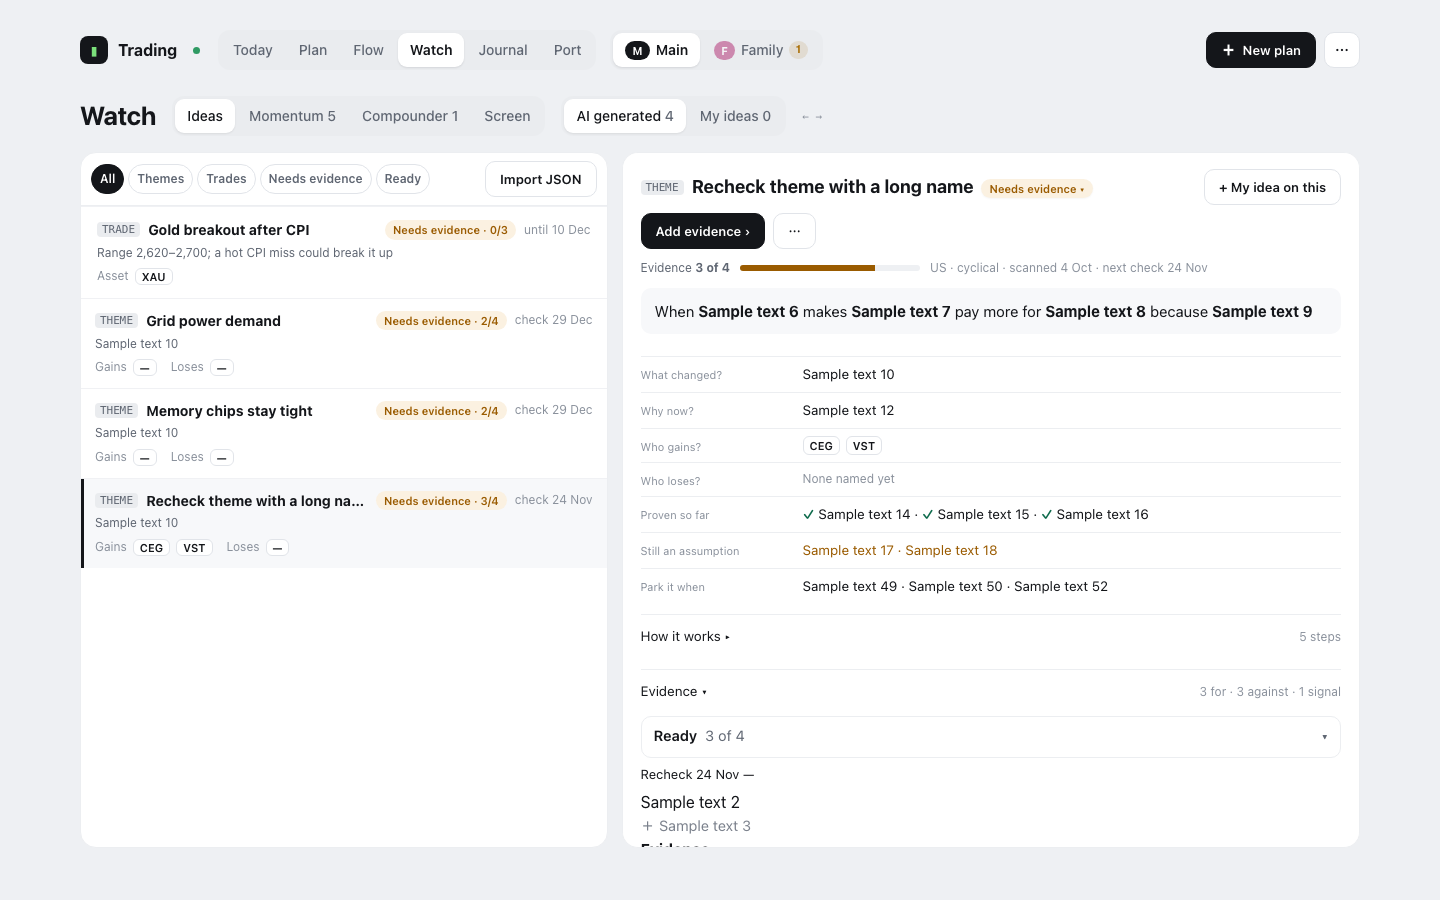 Trading
Today Plan Flow Watch Journal Port
M Main F Family 1
+ New plan ···
Watch
Ideas Momentum 5 Compounder 1 Screen
AI generated 4 My ideas 0
← →
All Themes Trades Needs evidence Ready Import JSON
TRADE Gold breakout after CPI Needs evidence · 0/3 until 10 Dec
Range 2,620–2,700; a hot CPI miss could break it up
Asset XAU
THEME Grid power demand Needs evidence · 2/4 check 29 Dec
Sample text 10
Gains — Loses —
THEME Memory chips stay tight Needs evidence · 2/4 check 29 Dec
Sample text 10
Gains — Loses —
THEME Recheck theme with a long na... Needs evidence · 3/4 check 24 Nov
Sample text 10
Gains CEG VST Loses —
THEME Recheck theme with a long name Needs evidence ▾ + My idea on this
Add evidence › ···
Evidence 3 of 4 US · cyclical · scanned 4 Oct · next check 24 Nov
When Sample text 6 makes Sample text 7 pay more for Sample text 8 because Sample text 9
What changed? Sample text 10
Why now? Sample text 12
Who gains? CEG VST
Who loses? None named yet
Proven so far ✓ Sample text 14 · ✓ Sample text 15 · ✓ Sample text 16
Still an assumption Sample text 17 · Sample text 18
Park it when Sample text 49 · Sample text 50 · Sample text 52
How it works ▸ 5 steps
Evidence ▾ 3 for · 3 against · 1 signal
Ready 3 of 4 ▾
Recheck 24 Nov —
Sample text 2
+ Sample text 3